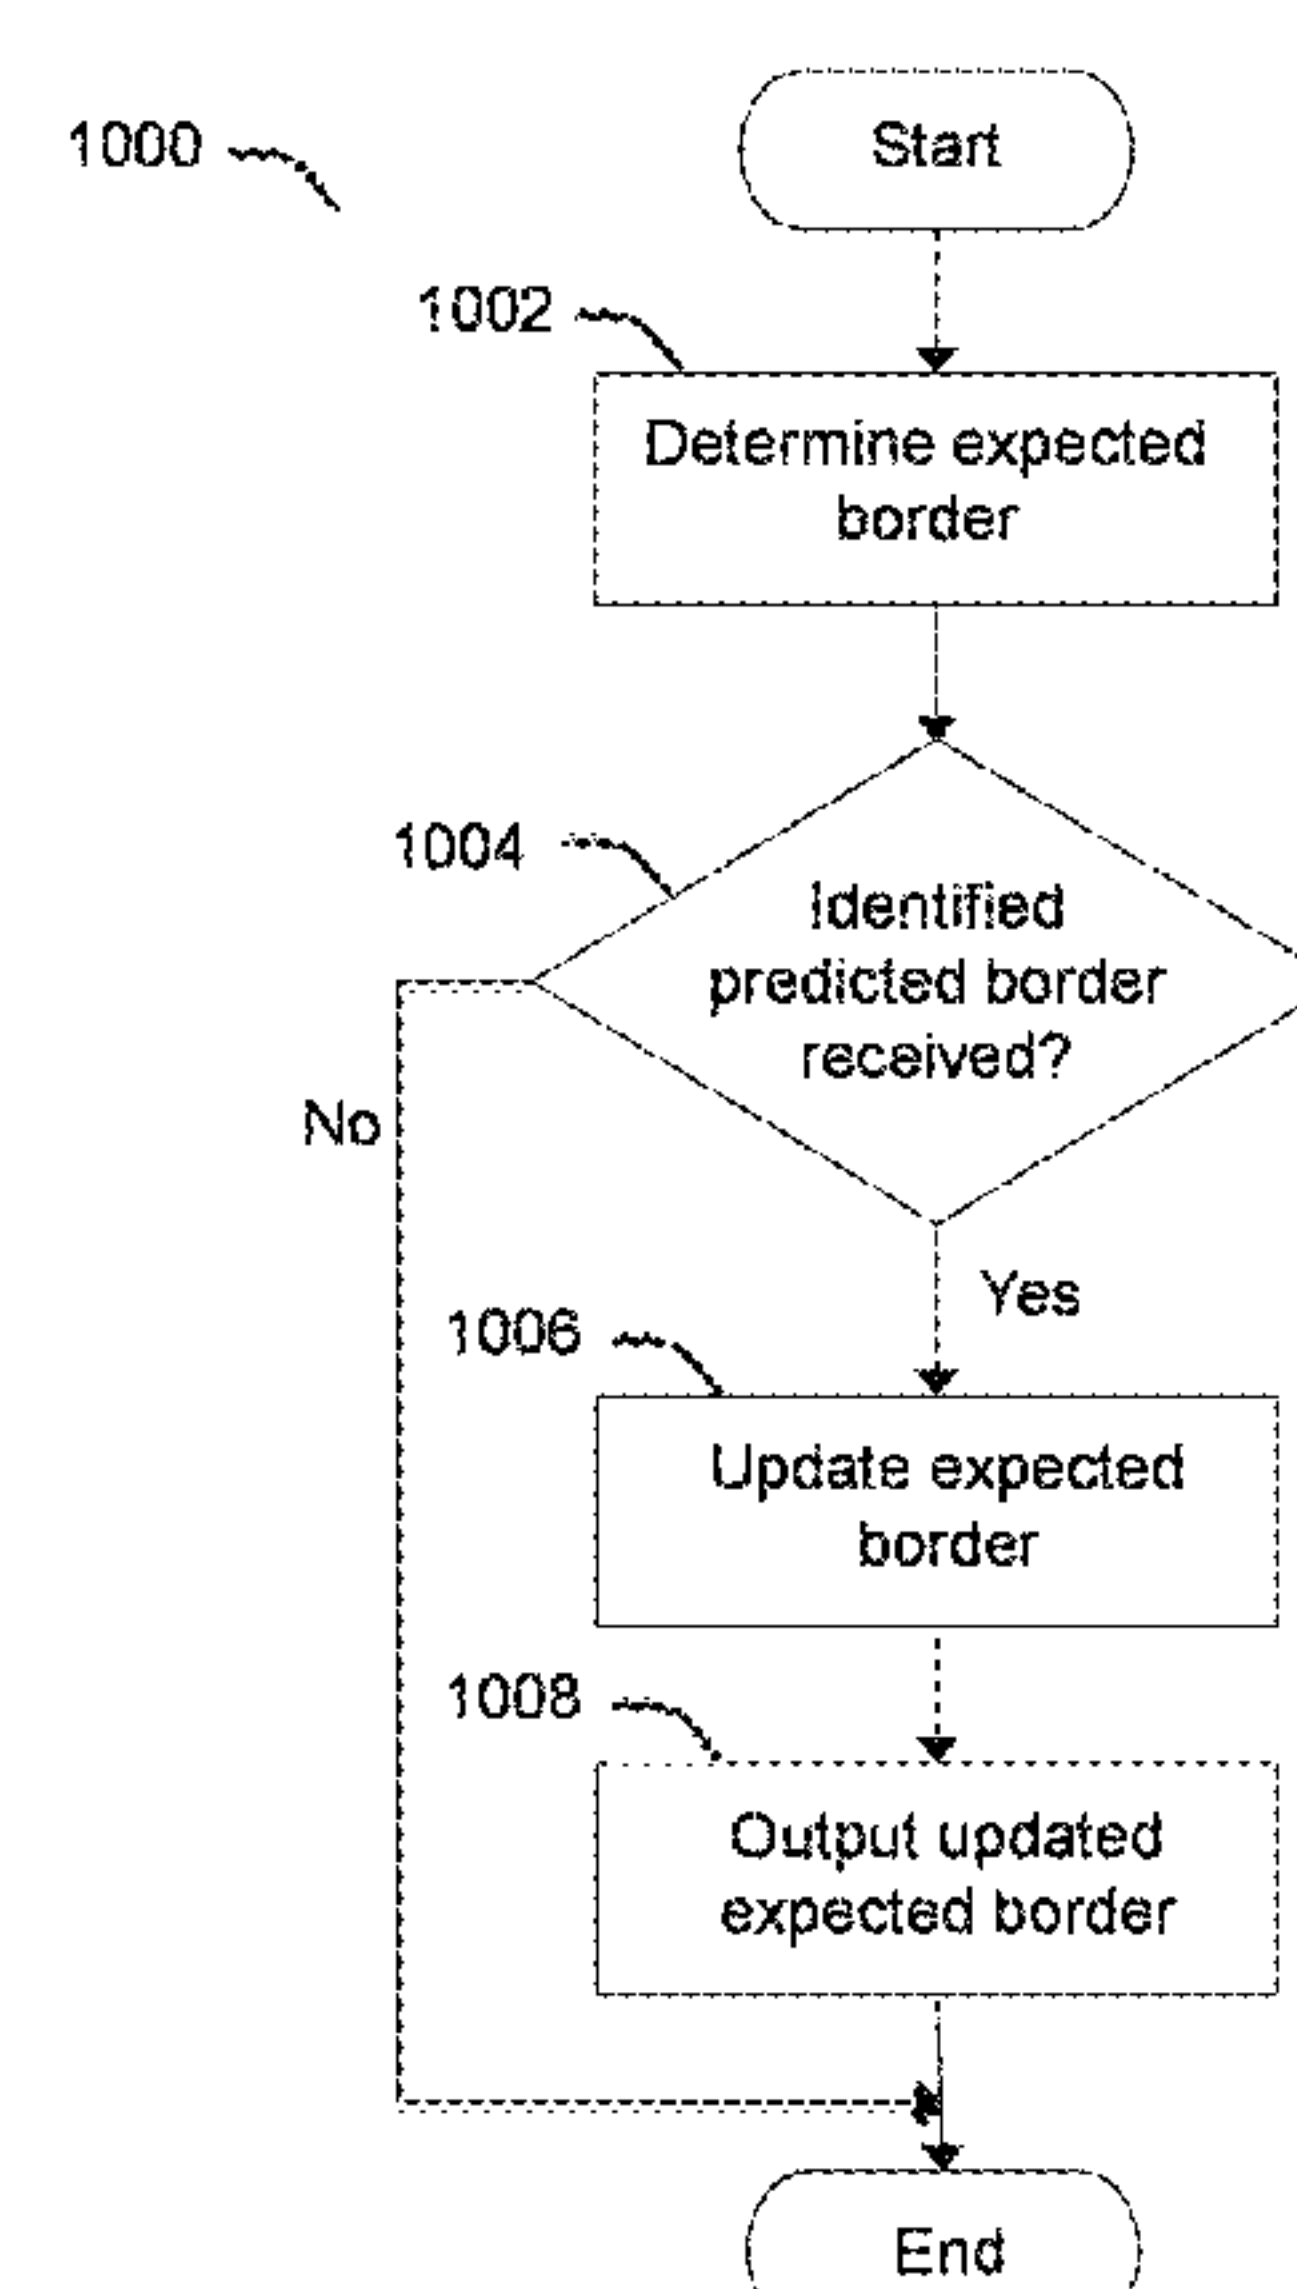 1000
Start
1002
Determine expected
border
1004
Identified
predicted border
received?
No
Yes
1006
Update expected
border
1008
Output updated
expected border
End